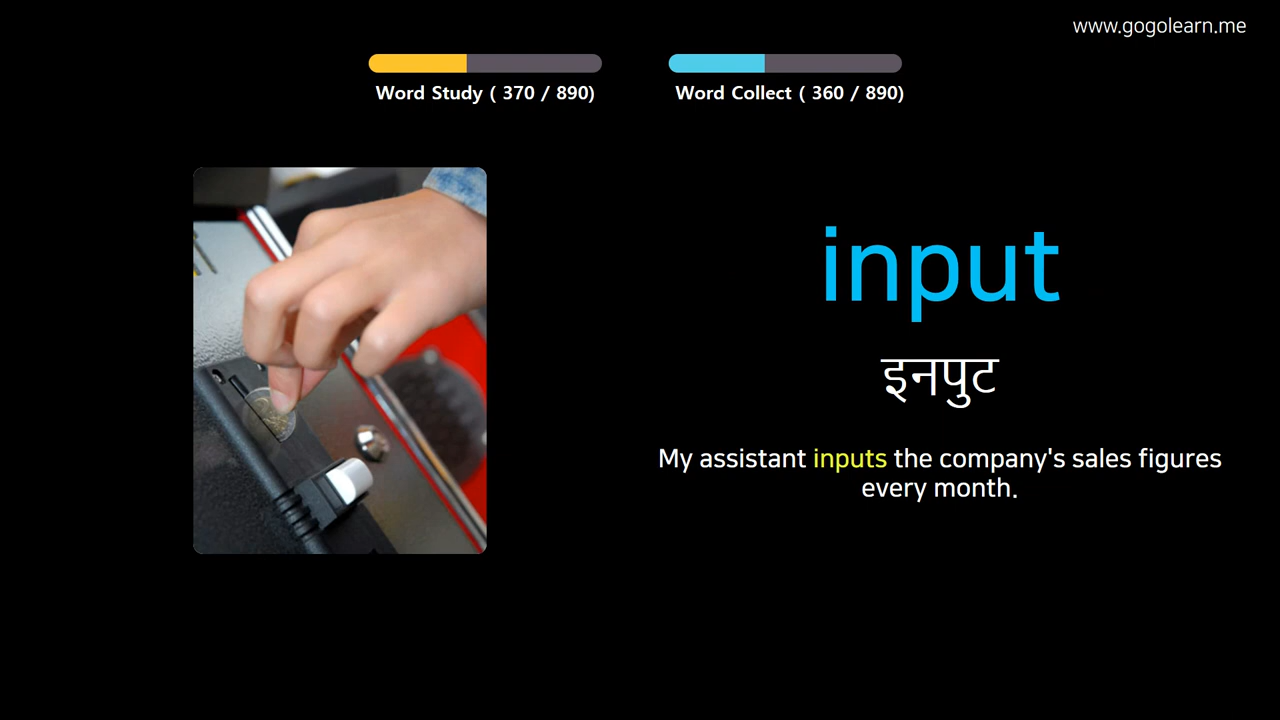 www.gogolearn.me
Word Study ( 370 / 890)
Word Collect ( 360 / 890)
input
इनपुट
My assistant inputs the company's sales figures
every month.